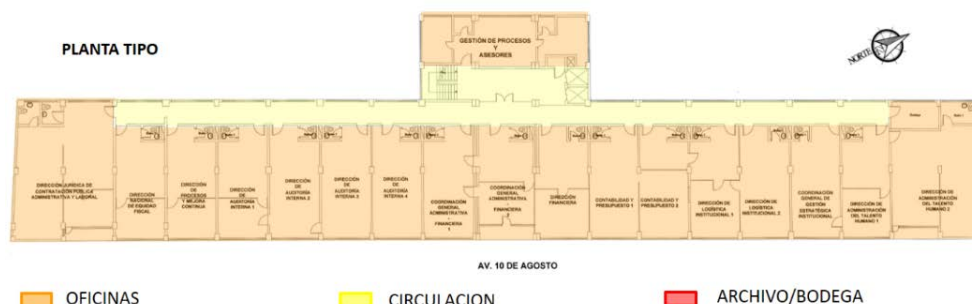 PLANTA TIPO
GESTIÓN DE PROCESOS
Y
ASESORES
NORTE
DIRECCIÓN JURÍDICA DE
CONTRATACIÓN PÚBLICA
ADMINISTRATIVA Y LABORAL
DIRECCIÓN
NACIONAL
DE EQUIDAD
FISCAL
DIRECCIÓN
DE
PROCESOS
Y MEJORA
CONTINUA
DIRECCIÓN
DE
AUDITORÍA
INTERNA 1
DIRECCIÓN
DE
AUDITORÍA
INTERNA 2
DIRECCIÓN
DE
AUDITORÍA
INTERNA 3
DIRECCIÓN
DE
AUDITORÍA
INTERNA 4
COORDINACIÓN
GENERAL
ADMINISTRATIVA
-
FINANCIERA
1
COORDINACIÓN
GENERAL
ADMINISTRATIVA
-
FINANCIERA
2
DIRECCIÓN
FINANCIERA
CONTABILIDAD Y
PRESUPUESTO 1
CONTABILIDAD Y
PRESUPUESTO 2
DIRECCIÓN DE
LOGÍSTICA
INSTITUCIONAL 1
DIRECCIÓN DE
LOGÍSTICA
INSTITUCIONAL 2
COORDINACIÓN
GENERAL
DE GESTIÓN
ESTRATÉGICA
INSTITUCIONAL
DIRECCIÓN DE
ADMINISTRACIÓN
DEL TALENTO
HUMANO 1
DIRECCIÓN DE
ADMINISTRACIÓN
DEL TALENTO
HUMANO 2
AV. 10 DE AGOSTO
OFICINAS
CIRCULACION
ARCHIVO/BODEGA